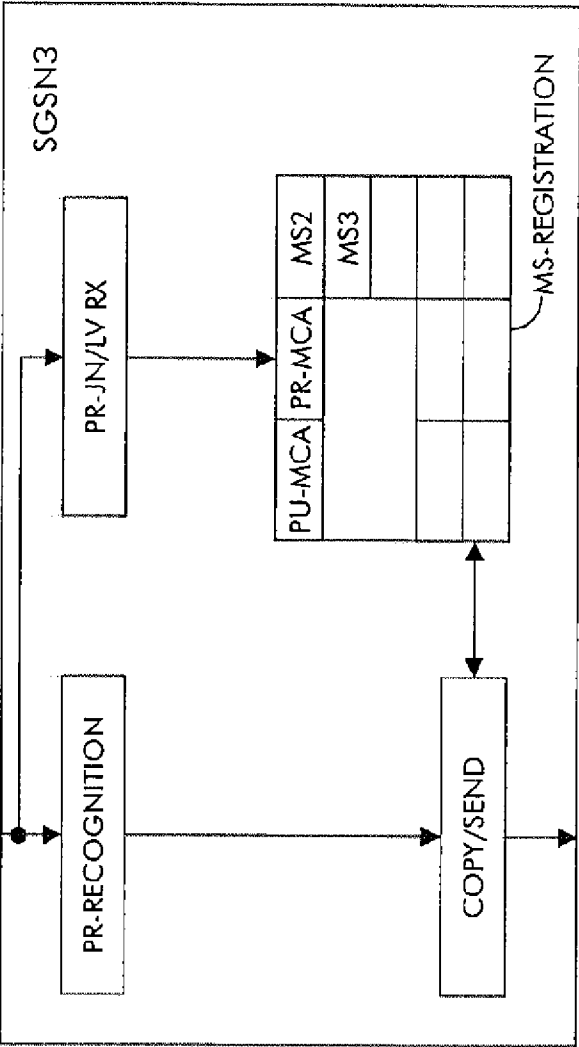 SGSN3
PR-RECOGNITION
PR-JN/LV RX
PU-MCA PR-MCA MS2
MS3
MS-REGISTRATION
COPY/SEND